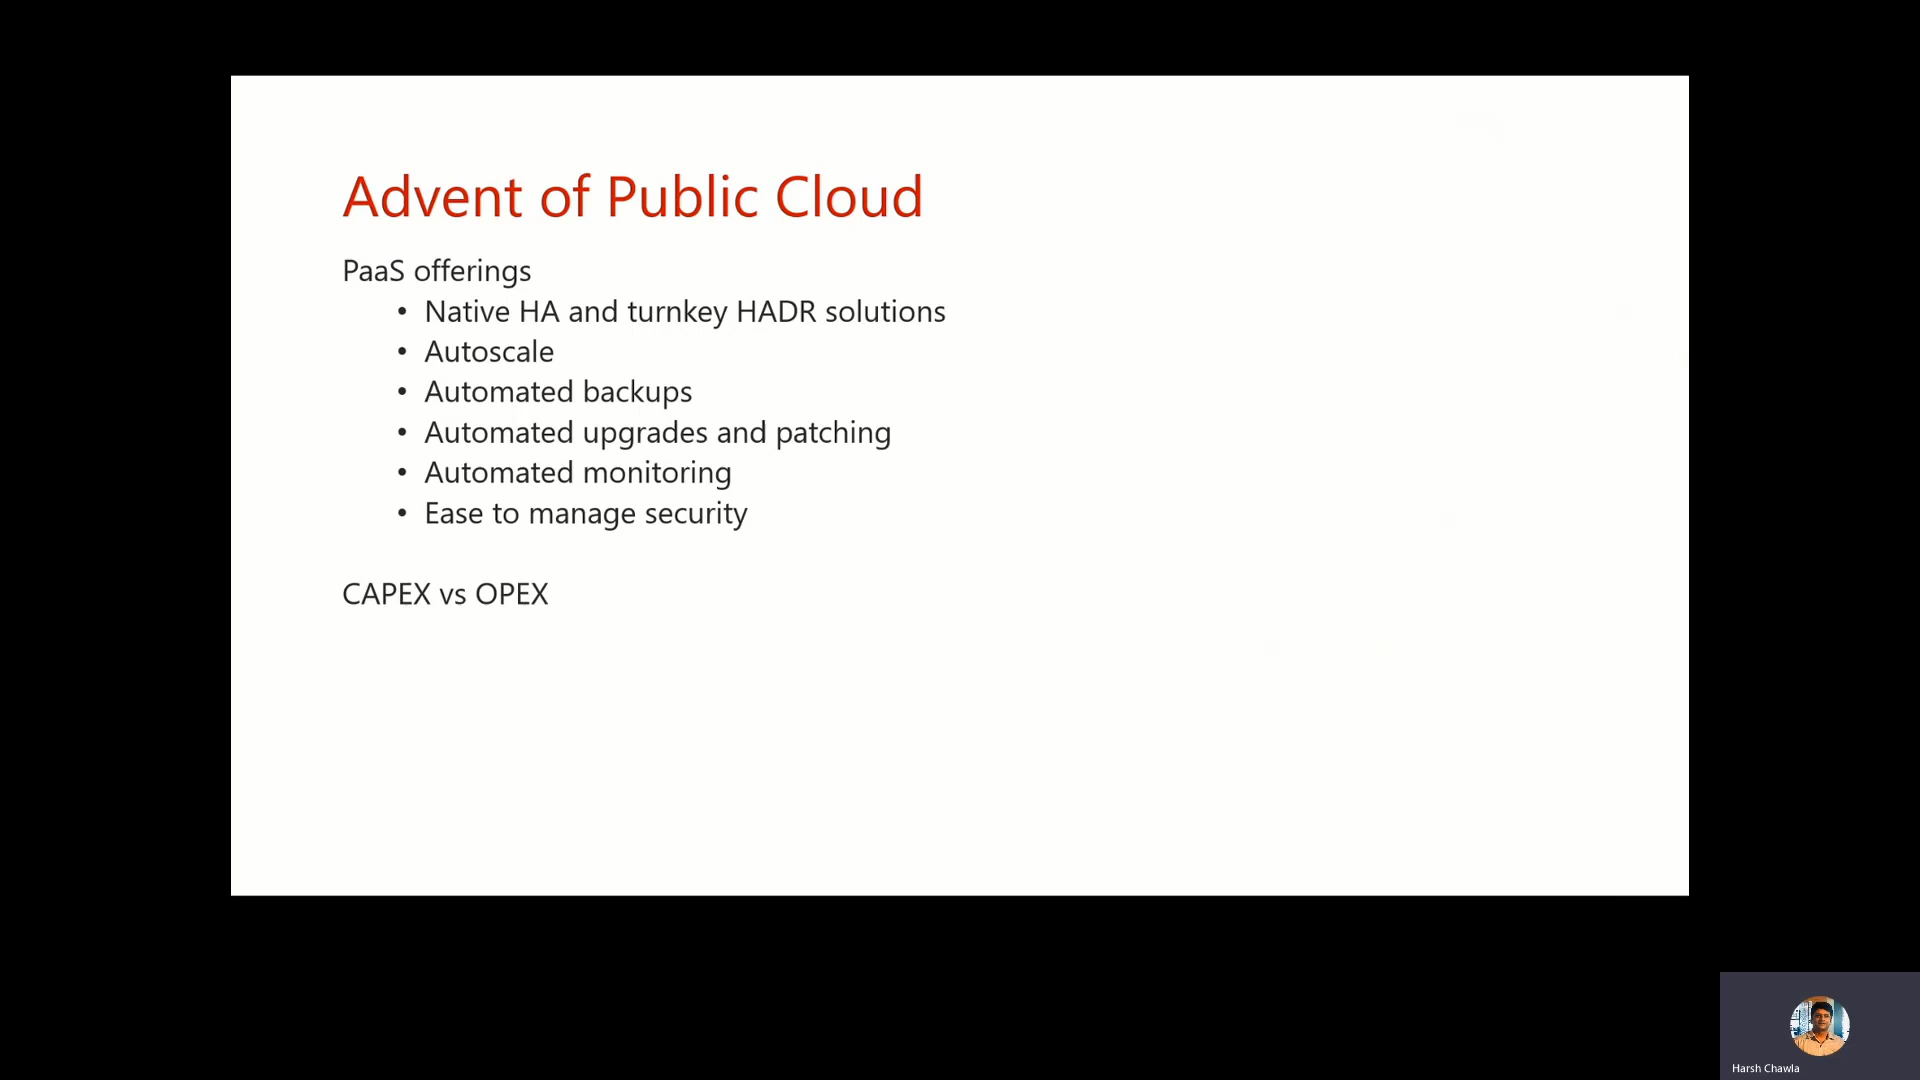 Advent of Public Cloud
PaaS offerings
• Native HA and turnkey HADR solutions
• Autoscale
• Automated backups
• Automated upgrades and patching
• Automated monitoring
• Ease to manage security
CAPEX vs OPEX
Harsh Chawla